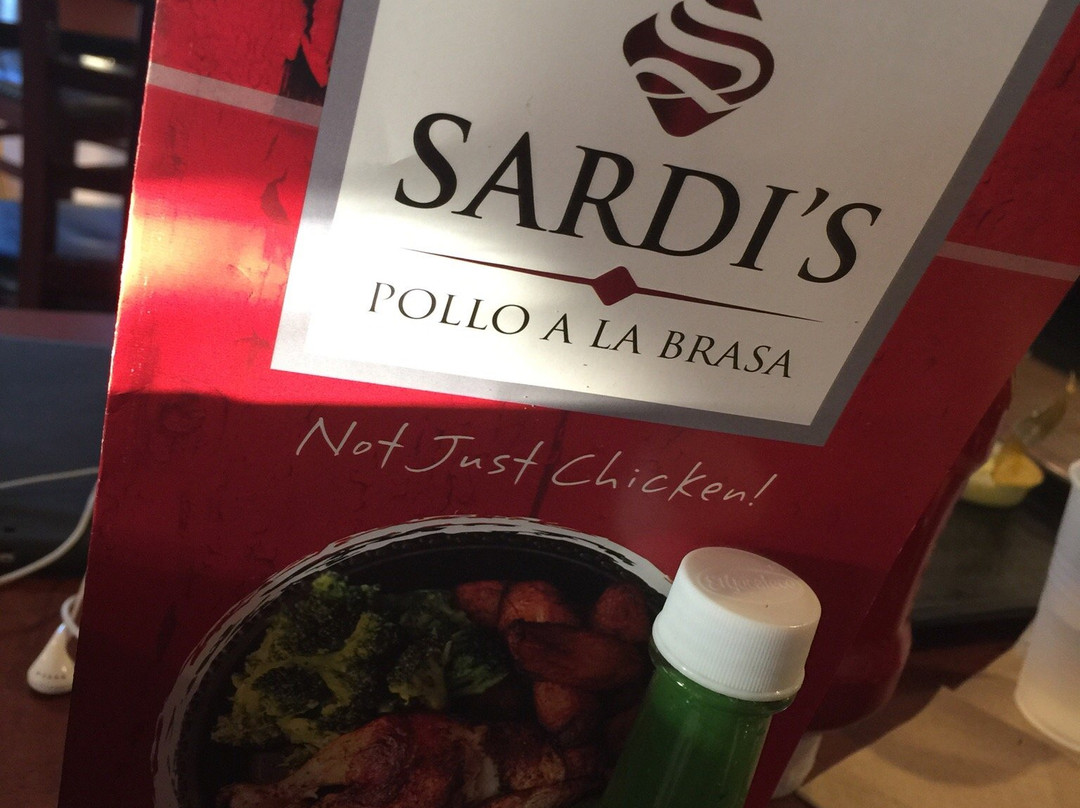 SARDI'S
POLLO A LA BRASA
Not Just Chicken!